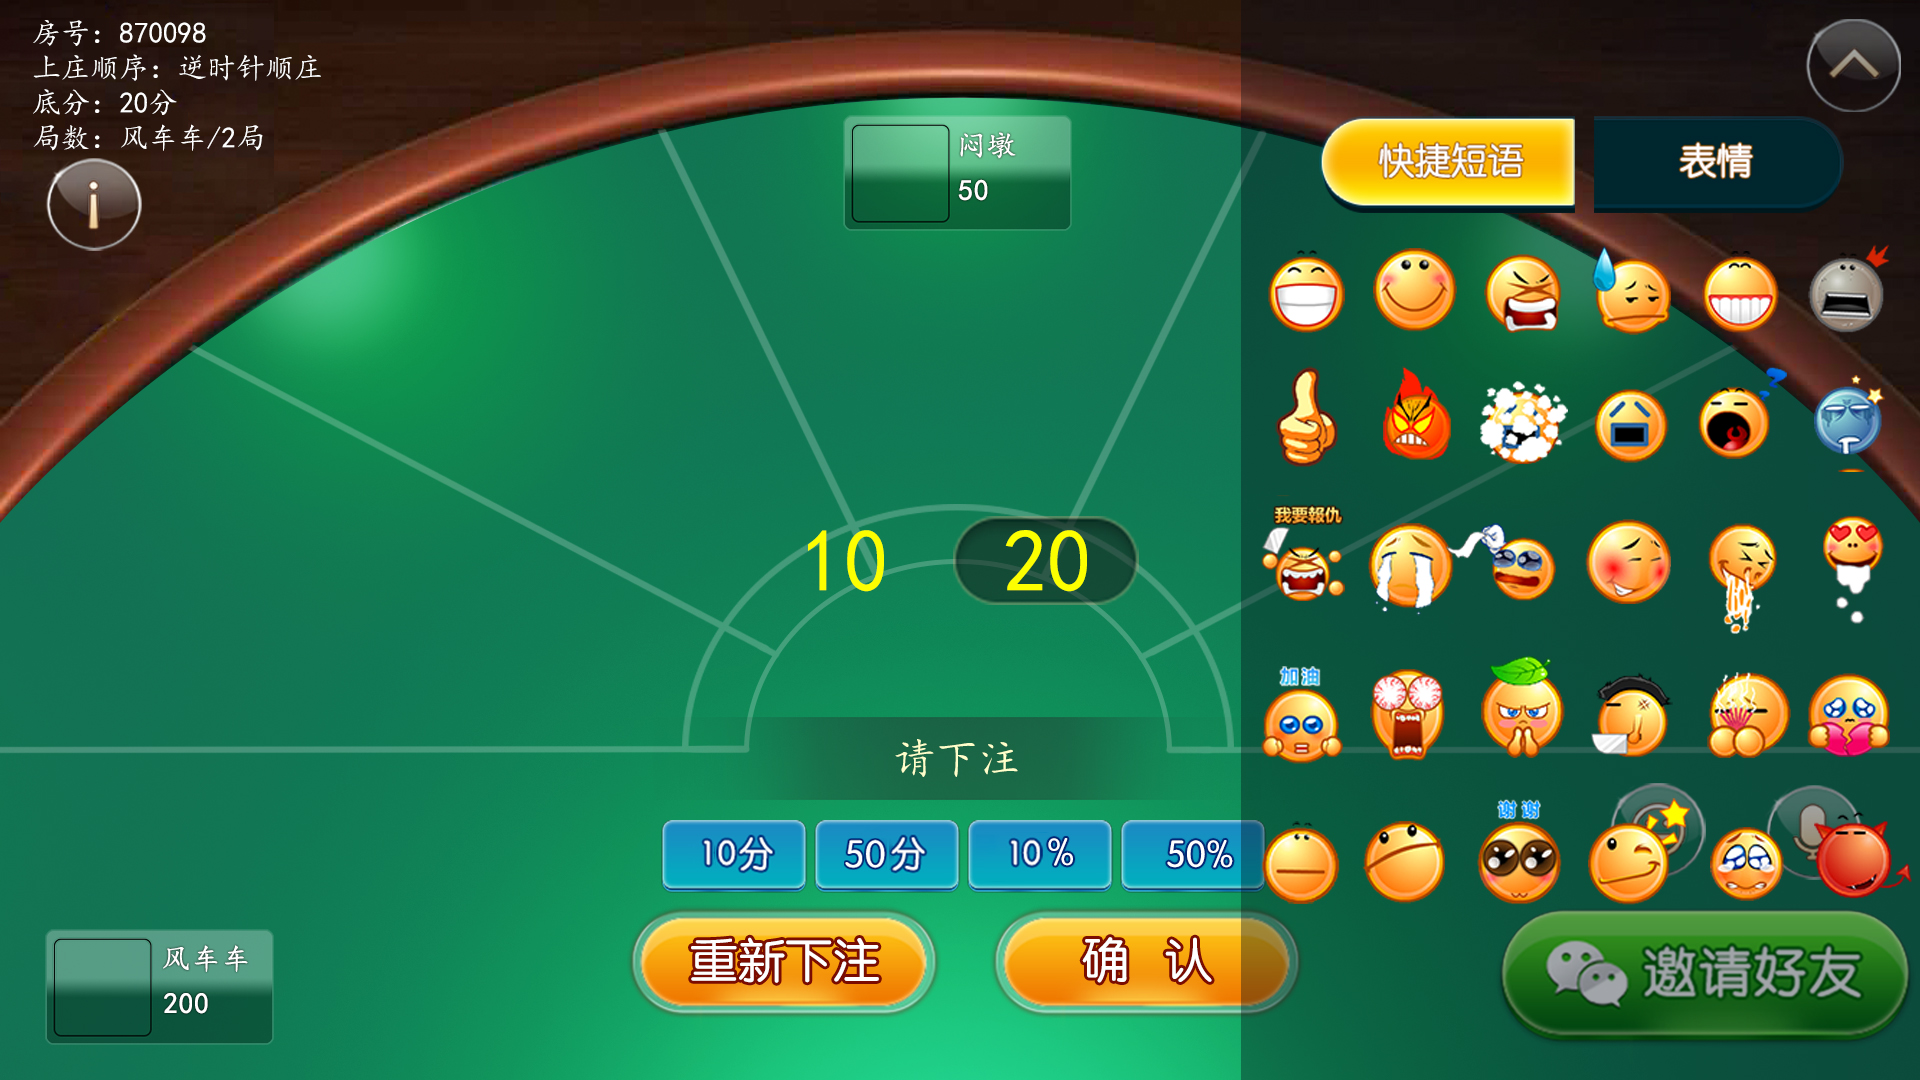 房号：870098
上庄顺序：逆时针顺庄
底分：20分
局数：风车车/2局
闷墩
50
快捷短语
表情
我要報仇
10
20
加油
请下注
谢谢
10分
50分
10%
50%
重新下注
确认
邀请好友
风车车
200